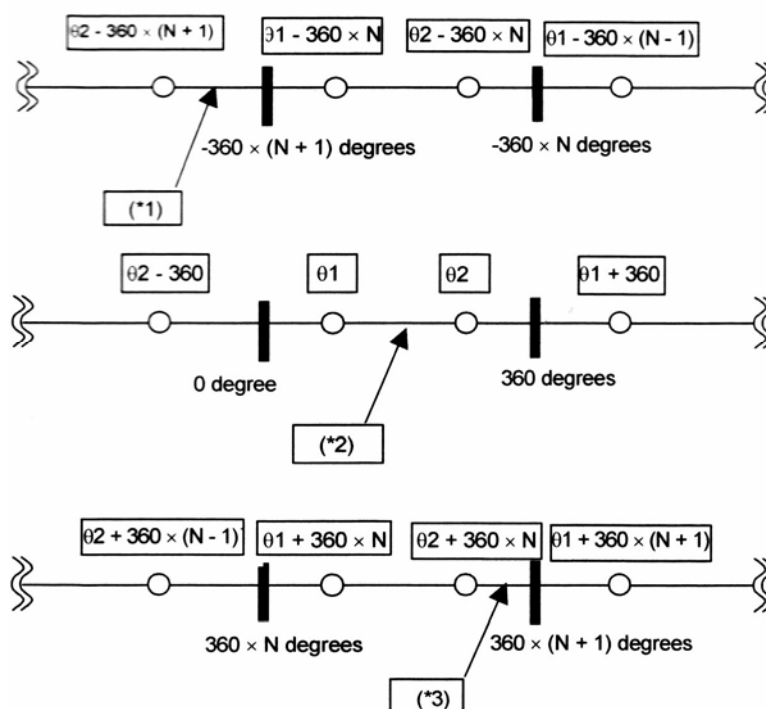 θ2 - 360 × (N + 1) θ1 - 360 × N θ2 - 360 × N θ1 - 360 × (N - 1)
-360 × (N + 1) degrees -360 × N degrees
(*1)
θ2 - 360 θ1 θ2 θ1 + 360
0 degree 360 degrees
(*2)
θ2 + 360 × (N - 1) θ1 + 360 × N θ2 + 360 × N θ1 + 360 × (N + 1)
360 × N degrees 360 × (N + 1) degrees
(*3)